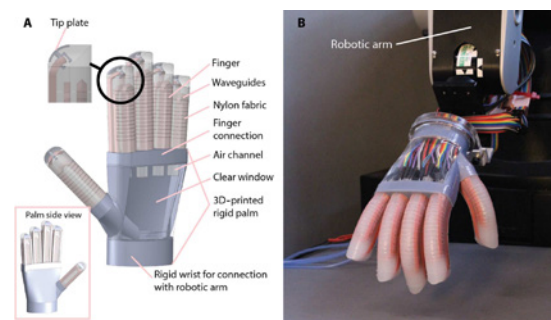 A
Tip plate
Finger
Waveguides
Nylon fabric
Finger
connection
Air channel
Clear window
3D-printed
rigid palm
Palm side view
Rigid wrist for connection
with robotic arm
B
Robotic arm